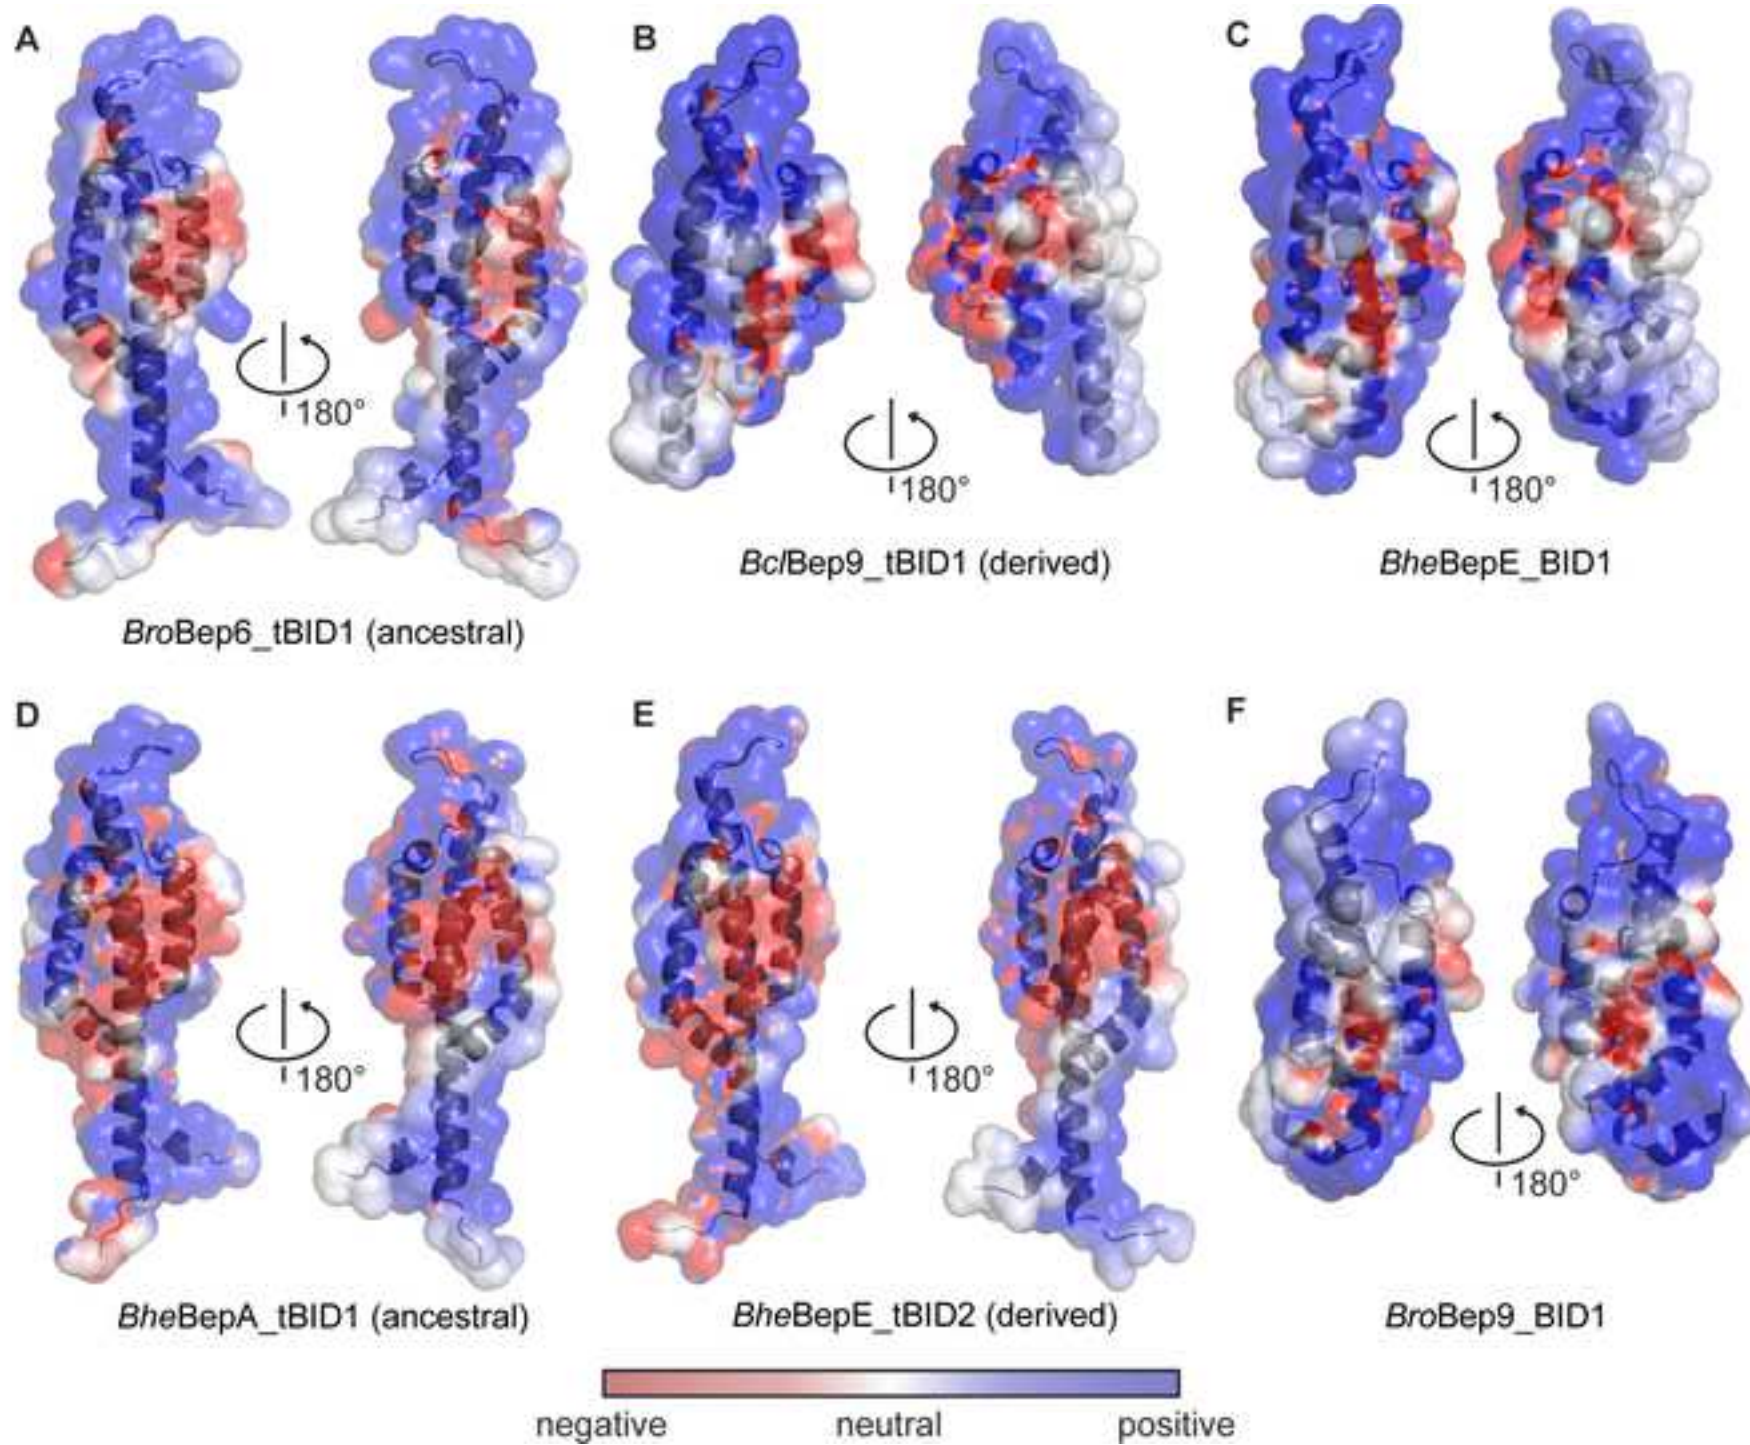 A
B
C
180°
180°
180°
BclBep9_tBID1 (derived)
BheBepE_BID1
BroBep6_tBID1 (ancestral)
D
E
F
180°
180°
180°
BheBepA_tBID1 (ancestral)
BheBepE_tBID2 (derived)
BroBep9_BID1
negative neutral positive